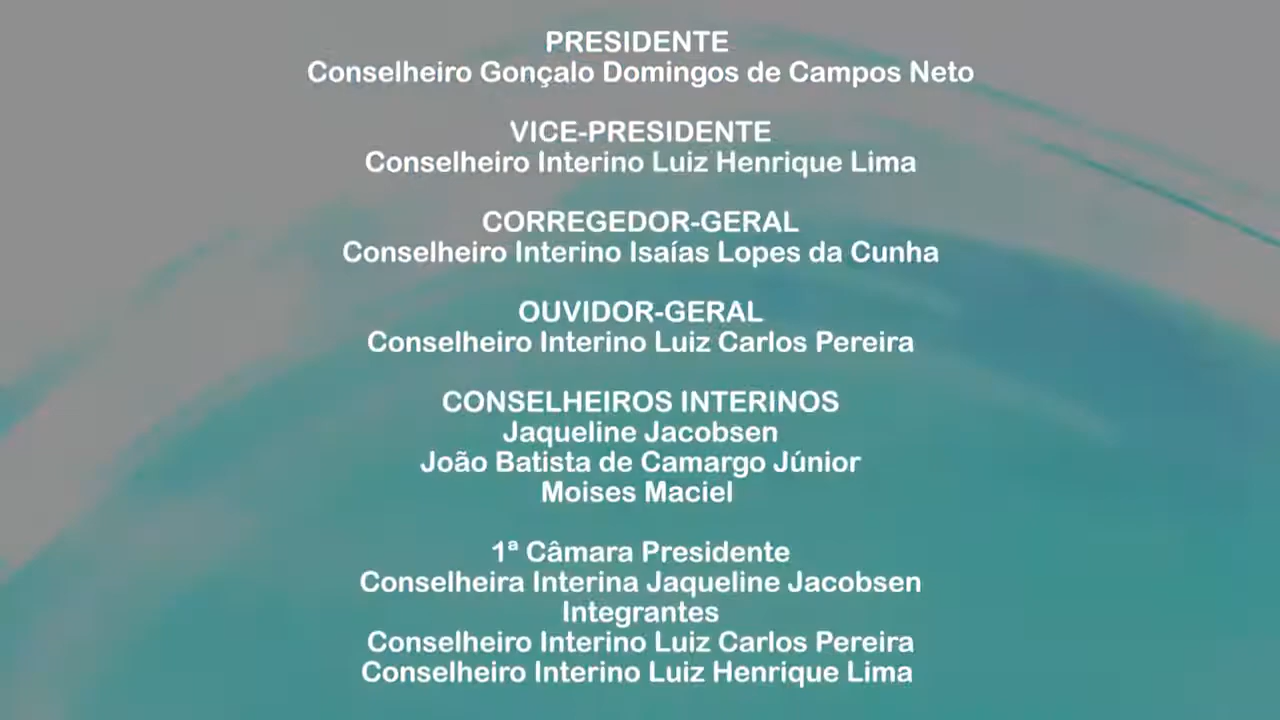 PRESIDENTE
Conselheiro Gonçalo Domingos de Campos Neto
VICE-PRESIDENTE
Conselheiro Interino Luiz Henrique Lima
CORREGEDOR-GERAL
Conselheiro Interino Isaías Lopes da Cunha
OUVIDOR-GERAL
Conselheiro Interino Luiz Carlos Pereira
CONSELHEIROS INTERINOS
Jaqueline Jacobsen
João Batista de Camargo Júnior
Moises Maciel
1ª Câmara Presidente
Conselheira Interina Jaqueline Jacobsen
Integrantes
Conselheiro Interino Luiz Carlos Pereira
Conselheiro Interino Luiz Henrique Lima